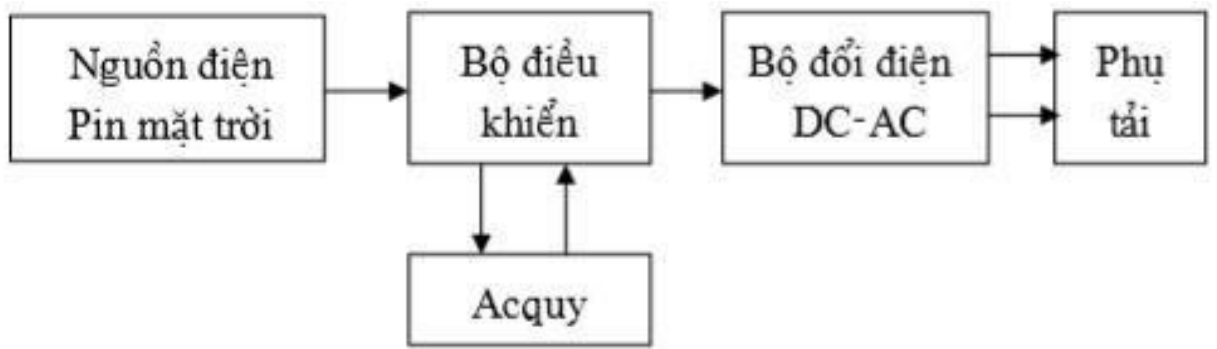 Nguồn điện
Pin mặt trời
Bộ điều
khiển
Bộ đổi điện
DC-AC
Phụ
tải
Acquy